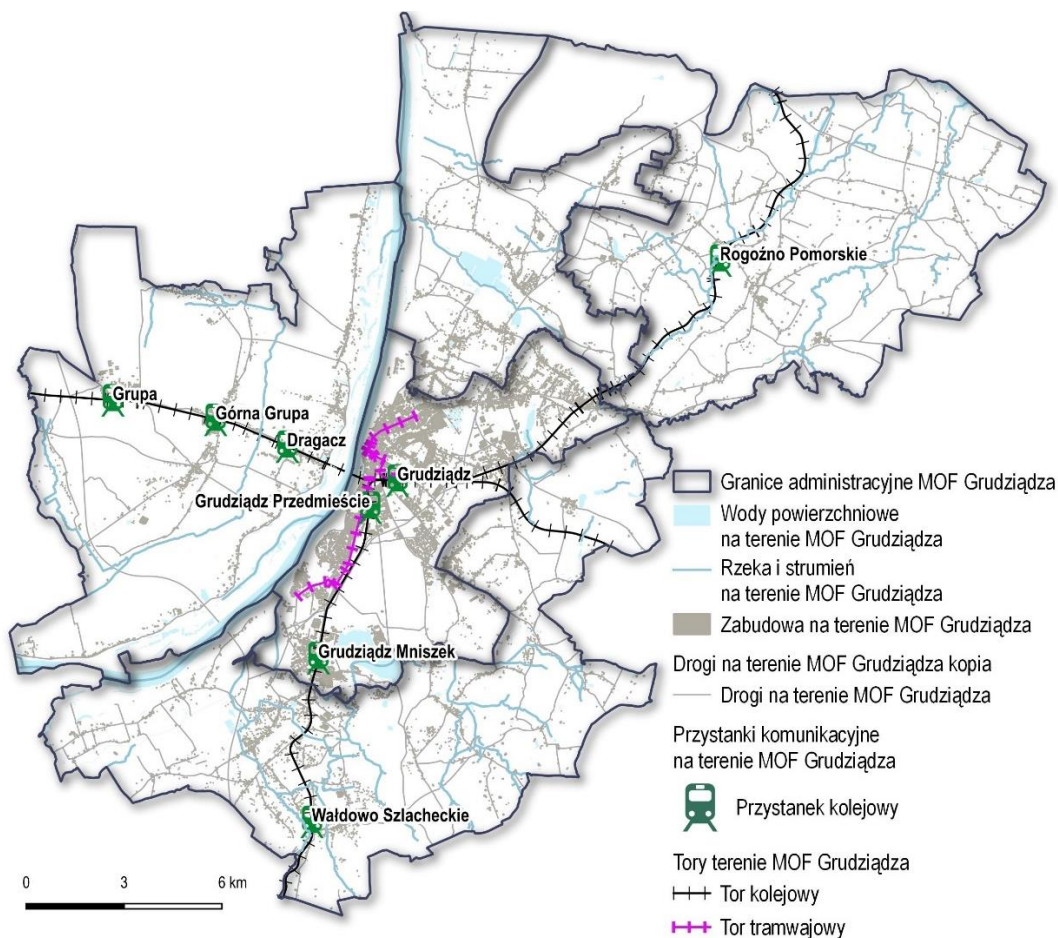 Rogoźno Pomorskie
Grupa
Górna Grupa
Dragacz
Grudziądz
Grudziądz Przedmieście
Grudziądz Mniszek
Wałdowo Szlacheckie
Granice administracyjne MOF Grudziądza
Wody powierzchniowe
na terenie MOF Grudziądza
Rzeka i strumień
na terenie MOF Grudziądza
Zabudowa na terenie MOF Grudziądza
Drogi na terenie MOF Grudziądza kopia
Drogi na terenie MOF Grudziądza
Przystanki komunikacyjne
na terenie MOF Grudziądza
Przystanek kolejowy
Tory terenie MOF Grudziądza
Tor kolejowy
Tor tramwajowy
0 3 6 km